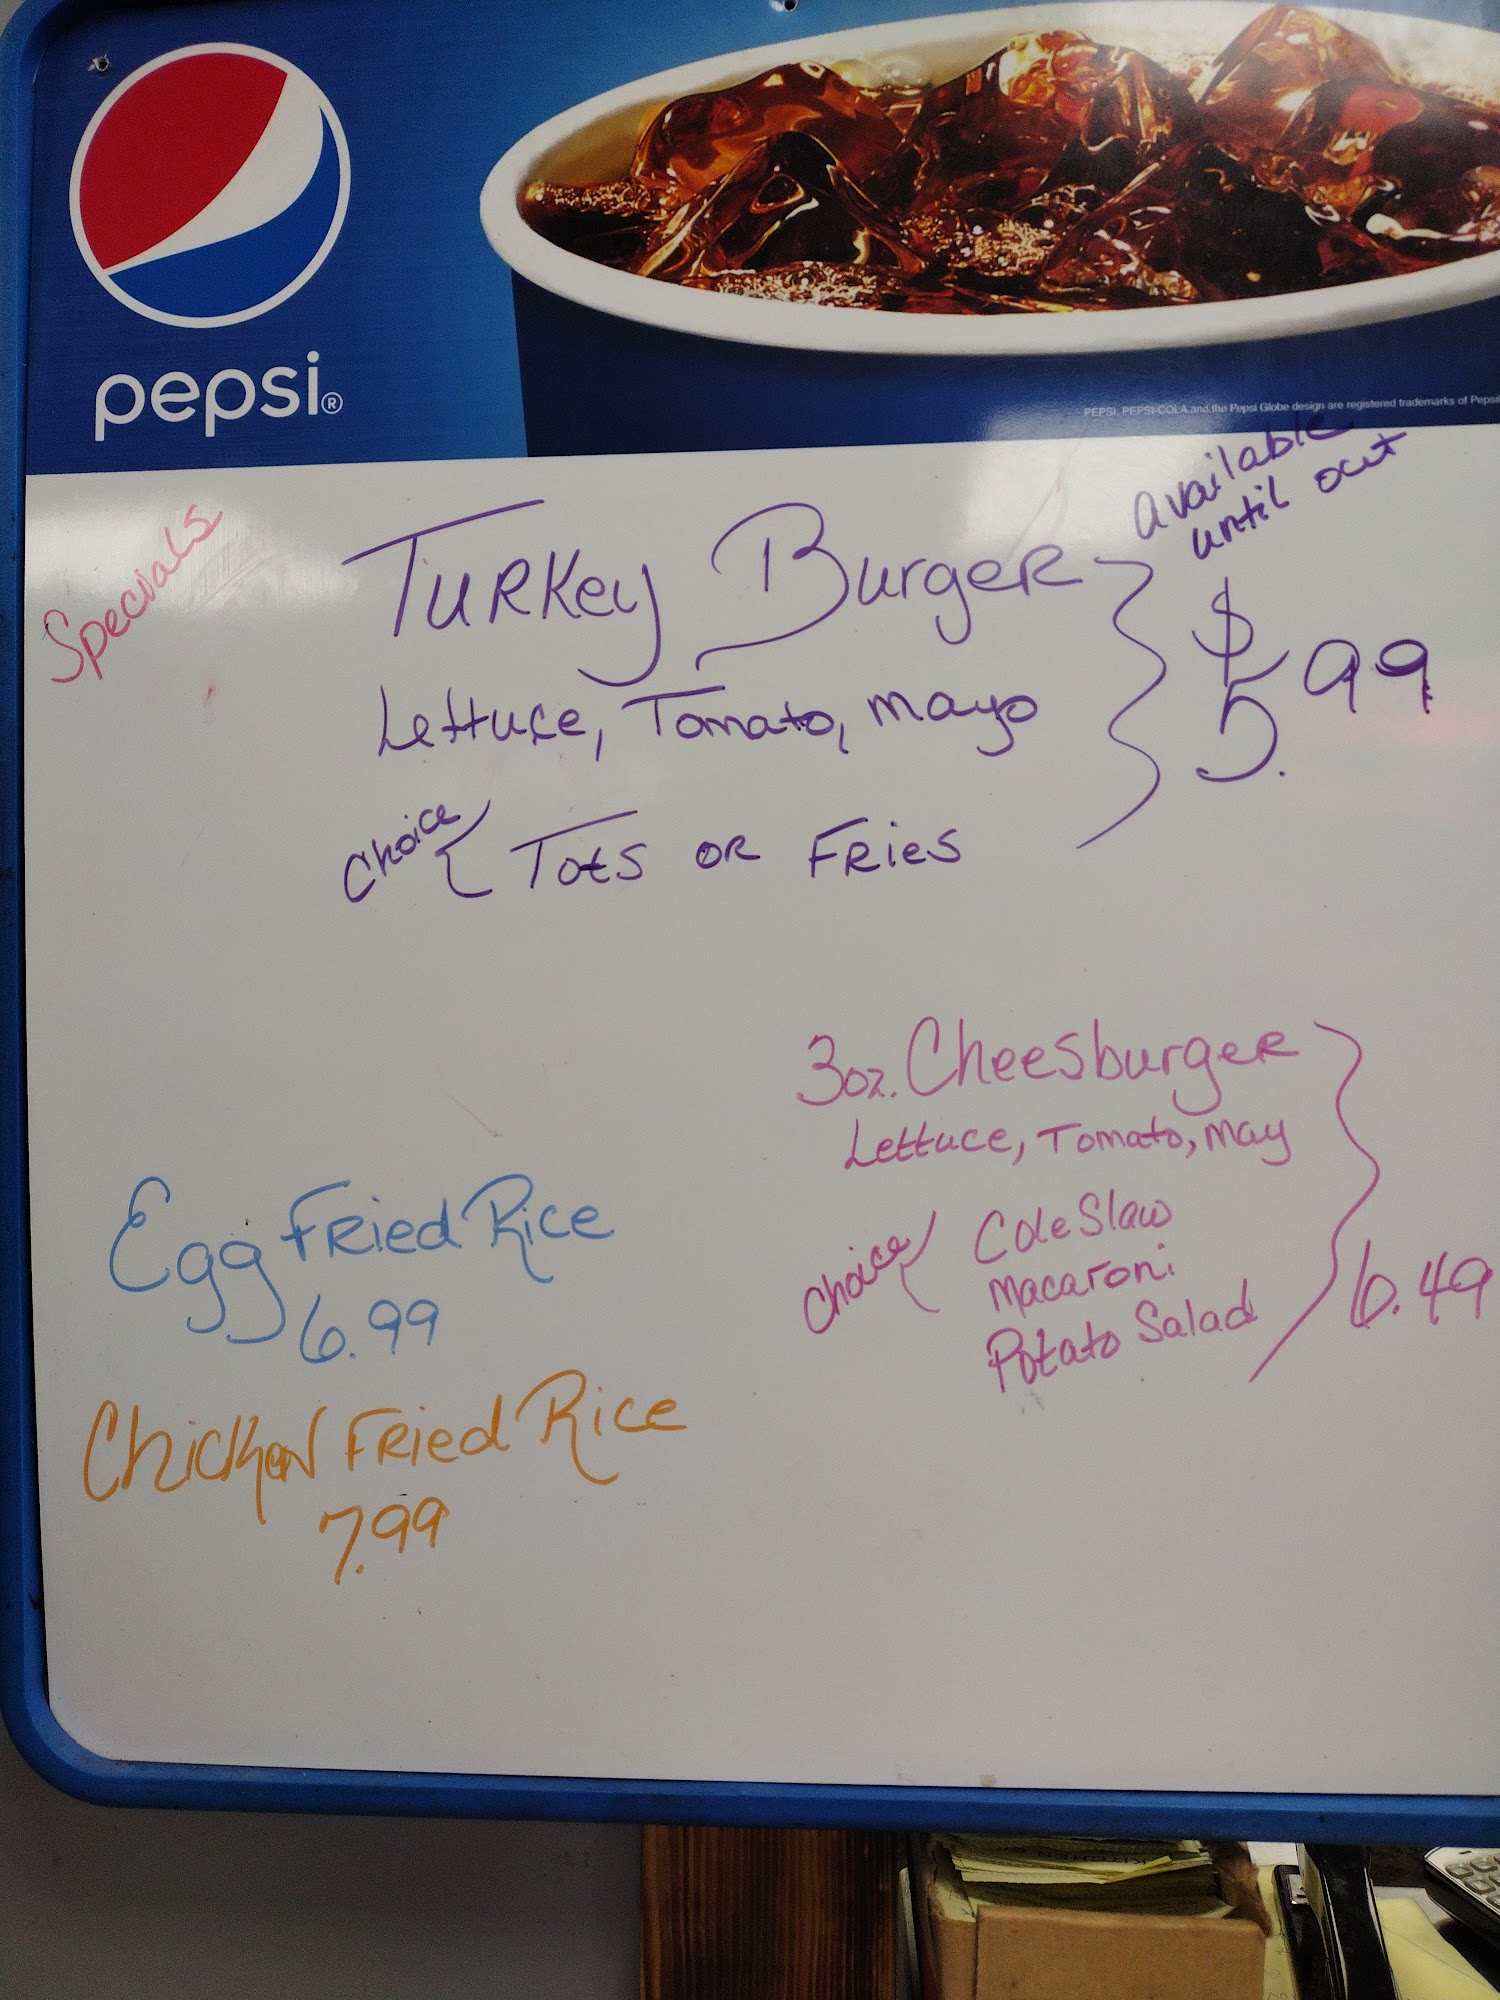 pepsi®
PEPSI, PEPSI-COLA and the Pepsi Globe design are registered trademarks of Pepsi
Specials
Available
until out
Turkey Burger
Lettuce, Tomato, mayo
$5.99
Choice { Tots or Fries
3oz. Cheesburger
Lettuce, Tomato, may
Choice { Cole Slaw
macaroni
Potato Salad
6.49
Egg Fried Rice
6.99
Chicken Fried Rice
7.99